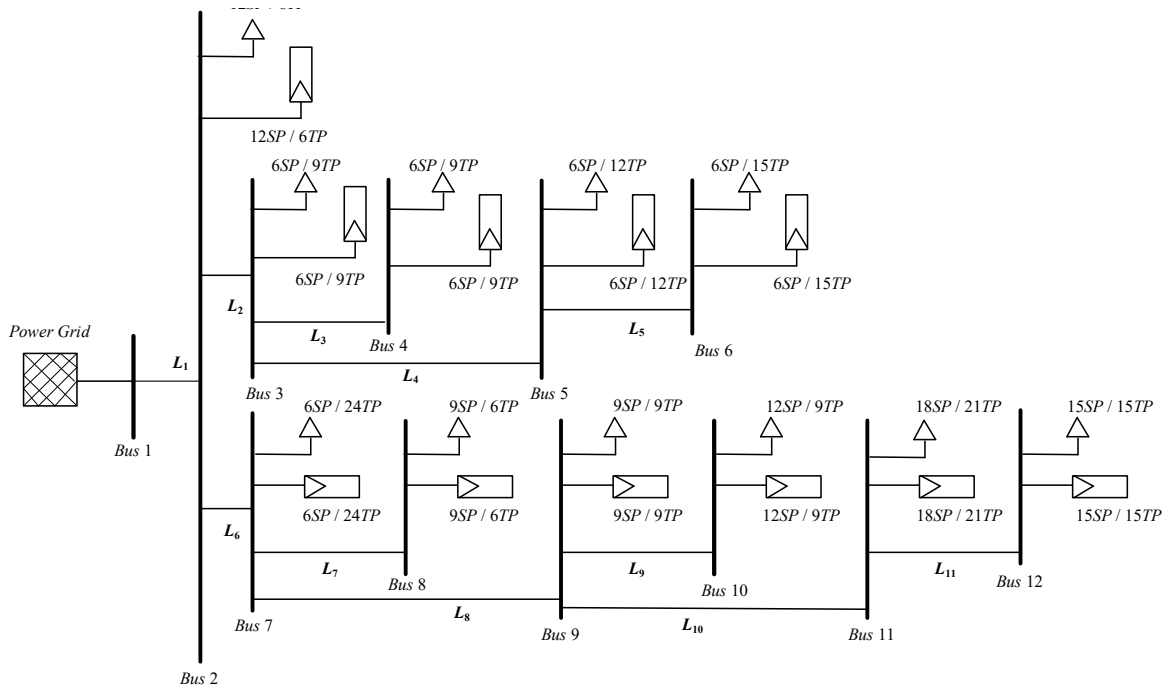 12SP / 6TP
6SP / 9TP
6SP / 9TP
6SP / 12TP
6SP / 15TP
6SP / 9TP
6SP / 9TP
6SP / 12TP
6SP / 15TP
L2
L3
L5
Power Grid
Bus 4
Bus 6
L1
L4
Bus 3
Bus 5
6SP / 24TP
9SP / 6TP
9SP / 9TP
12SP / 9TP
18SP / 21TP
15SP / 15TP
Bus 1
6SP / 24TP
9SP / 6TP
9SP / 9TP
12SP / 9TP
18SP / 21TP
15SP / 15TP
L6
L7
L9
L11
Bus 8
Bus 10
Bus 12
L8
L10
Bus 7
Bus 9
Bus 11
Bus 2